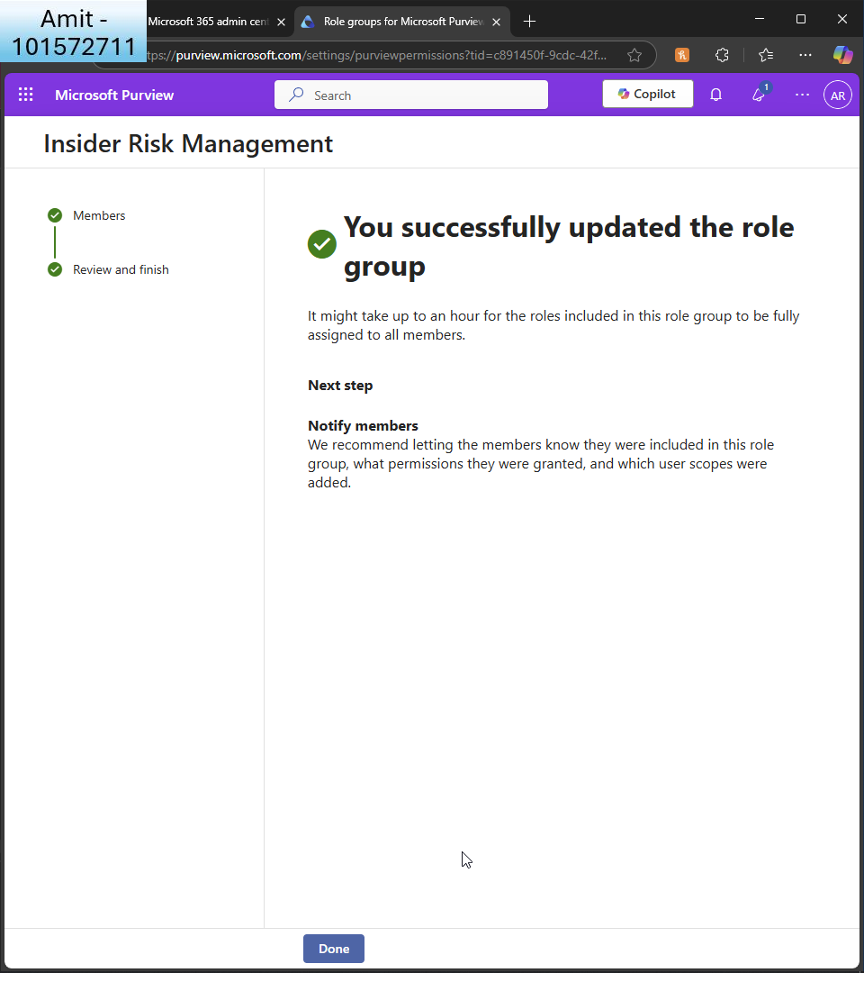 Amit -
101572711
Microsoft 365 admin cen
Role groups for Microsoft Purview
tps://purview.microsoft.com/settings/purviewpermissions?tid=c891450f-9cdc-42f...
Microsoft Purview
Search
Copilot
1
AR
Insider Risk Management
Members
Review and finish
You successfully updated the role
group
It might take up to an hour for the roles included in this role group to be fully
assigned to all members.
Next step
Notify members
We recommend letting the members know they were included in this role
group, what permissions they were granted, and which user scopes were
added.
Done